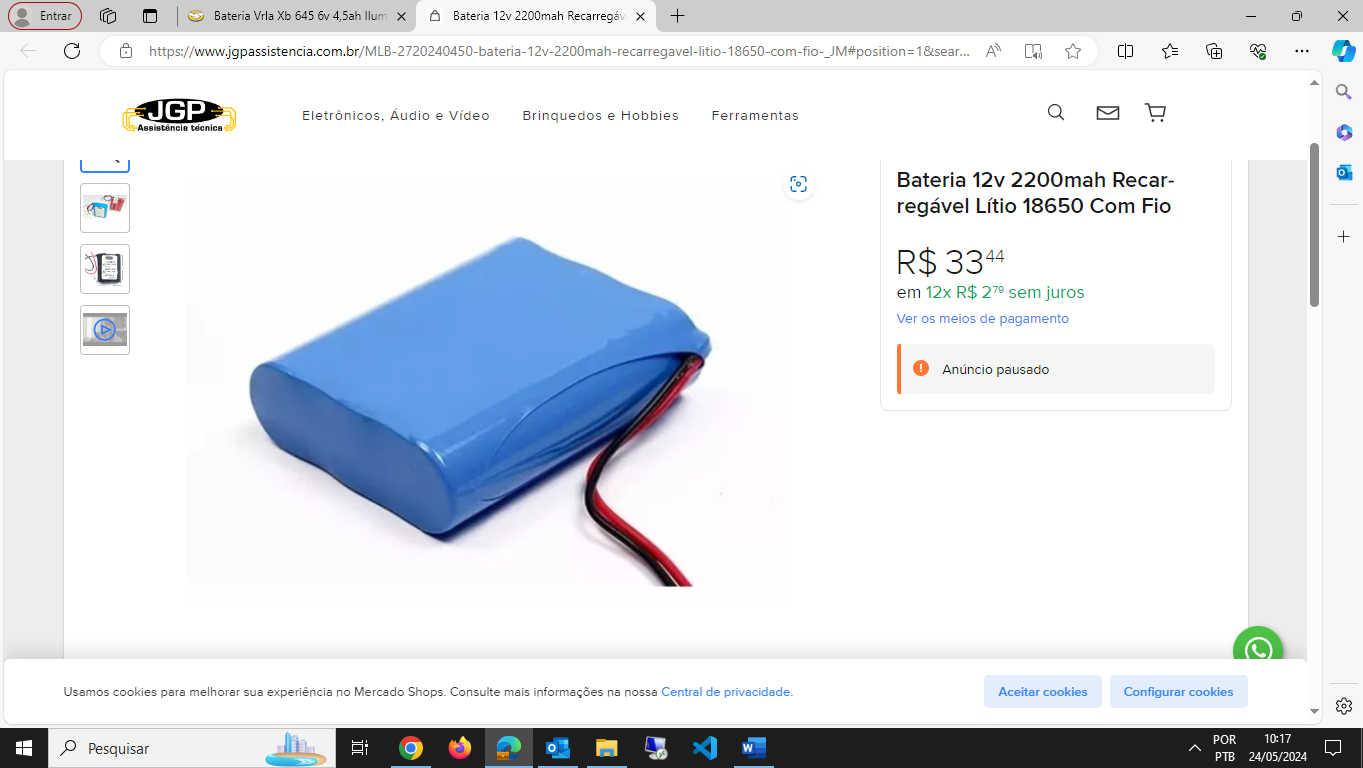 Entrar
Bateria Vrla Xb 645 6v 4,5ah Ilum
Bateria 12v 2200mah Recarregáv
https://www.jgpassistencia.com.br/MLB-2720240450-bateria-12v-2200mah-recarregavel-litio-18650-com-fio-_JM#position=1&sear...
JGP
Assistência técnica
Eletrônicos, Áudio e Vídeo
Brinquedos e Hobbies
Ferramentas
Bateria 12v 2200mah Recar-
regável Lítio 18650 Com Fio
R$ 33 44
em 12x R$ 2 79 sem juros
Ver os meios de pagamento
Anúncio pausado
Usamos cookies para melhorar sua experiência no Mercado Shops. Consulte mais informações na nossa Central de privacidade.
Aceitar cookies
Configurar cookies
Pesquisar
POR
PTB
10:17
24/05/2024